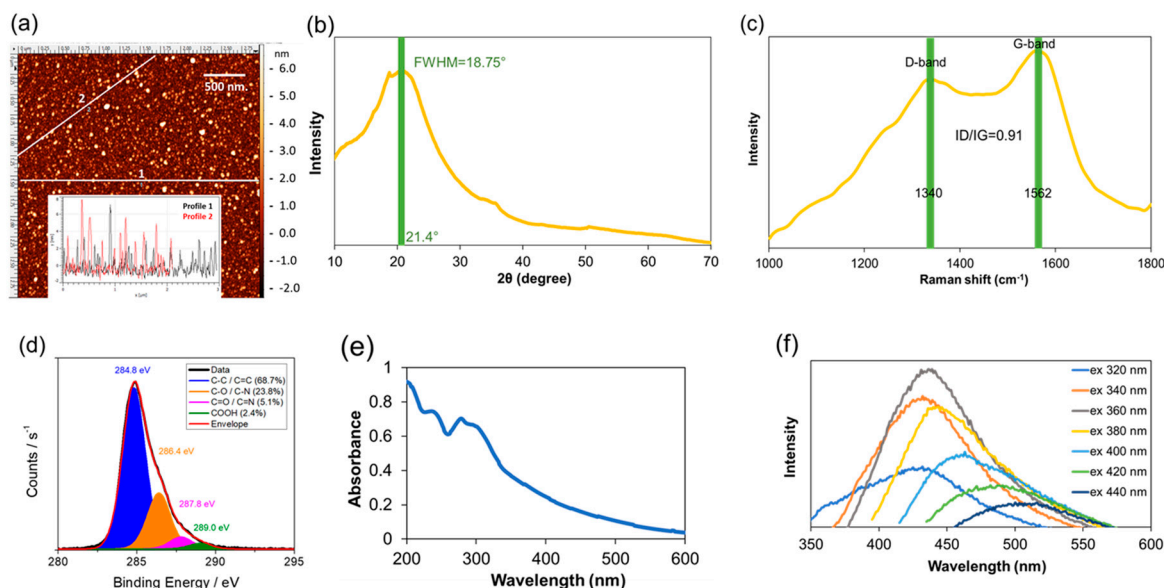 (a)
nm
6.0
5.0
4.0
3.0
2.0
1.0
0.0
-1.0
-2.0
500 nm
2
1
Profile 1
Profile 2
(b)
FWHM=18.75°
21.4°
Intensity
10 20 30 40 50 60 70
2θ (degree)
(c)
G-band
D-band
ID/IG=0.91
1340
1562
Intensity
1000 1200 1400 1600 1800
Raman shift (cm⁻¹)
(d)
284.8 eV
286.4 eV
287.8 eV
289.0 eV
Data
C-C / C=C (68.7%)
C-O / C-N (23.8%)
C=O / C=N (5.1%)
COOH (2.4%)
Envelope
Counts / s⁻¹
280 285 290 295
Binding Energy / eV
(e)
1
0.8
0.6
0.4
0.2
0
Absorbance
200 300 400 500 600
Wavelength (nm)
(f)
ex 320 nm
ex 340 nm
ex 360 nm
ex 380 nm
ex 400 nm
ex 420 nm
ex 440 nm
Intensity
350 400 450 500 550 600
Wavelength (nm)